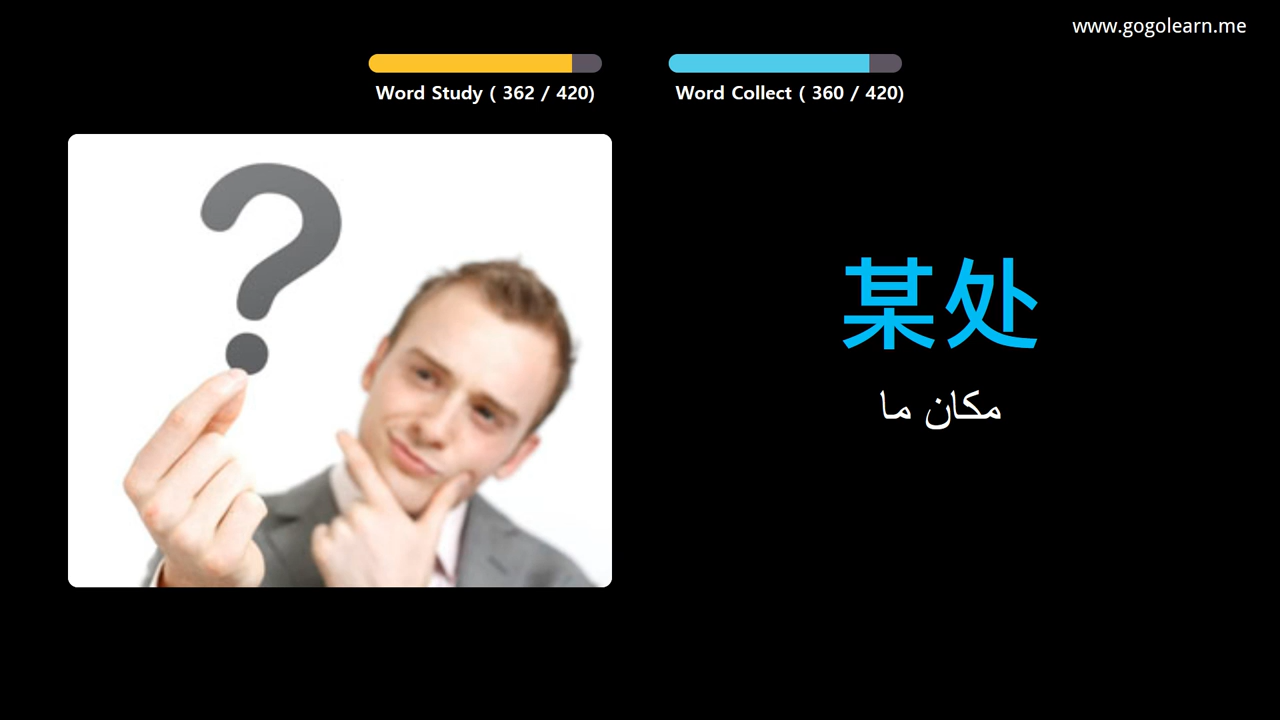 www.gogolearn.me
Word Study ( 362 / 420)
Word Collect ( 360 / 420)
某处
مكان ما